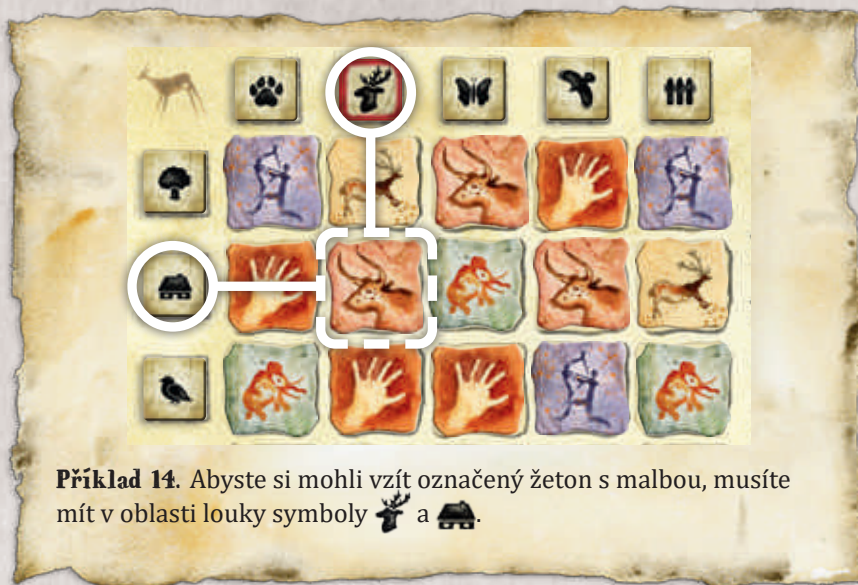 Příklad 14. Abyste si mohli vzít označený žeton s malbou, musíte
mít v oblasti louky symboly a .